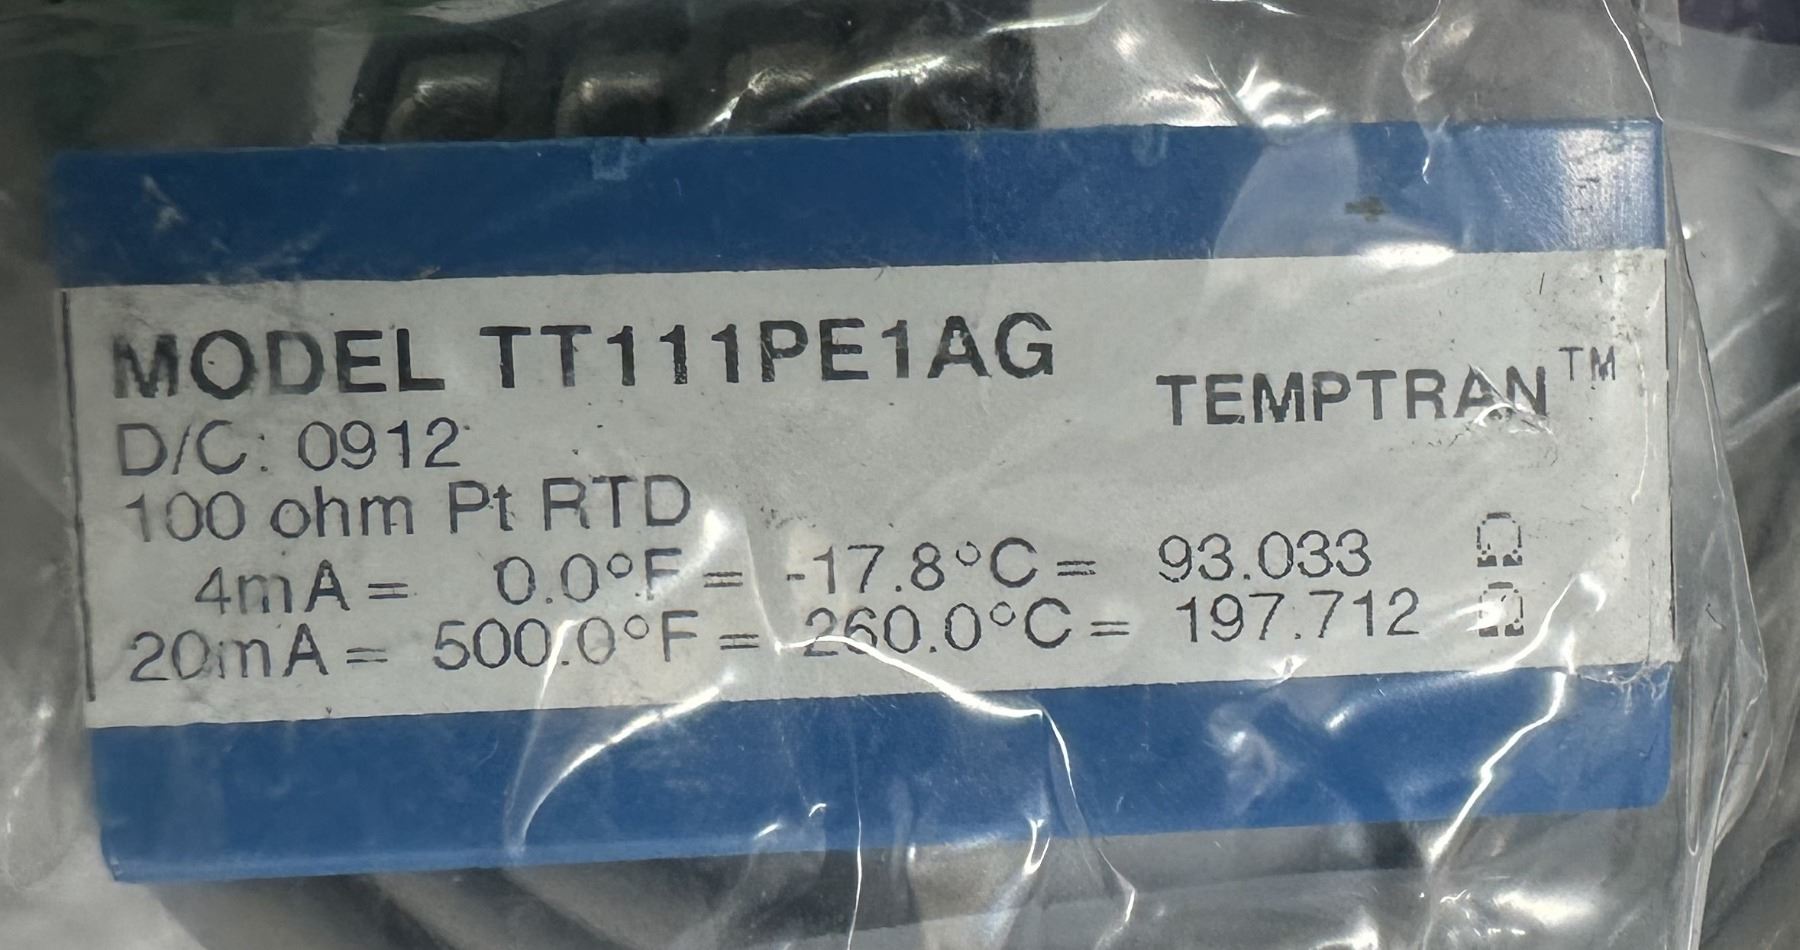 MODEL TT111PE1AG
TEMPTRAN™
D/C: 0912
100 ohm Pt RTD
4mA = 0.0°F = -17.8°C = 93.033 Ω
20mA = 500.0°F = 260.0°C = 197.712 Ω